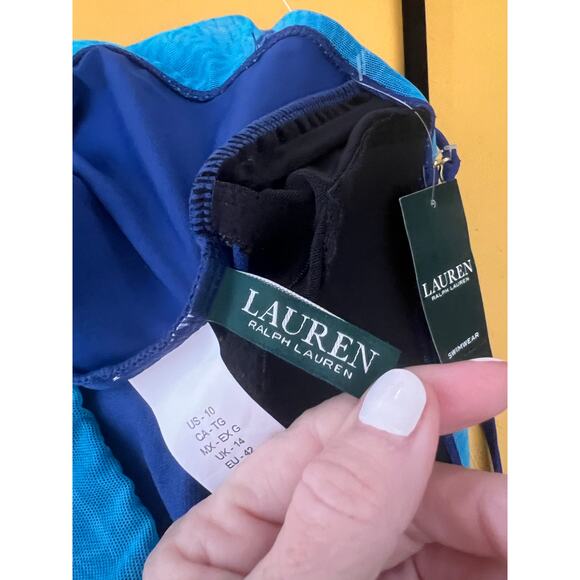 LAUREN
RALPH LAUREN
US - 10
CA - TG
MX - EX G
UK - 14
EU - 42
LAUREN
RALPH LAUREN
SWIMWEAR